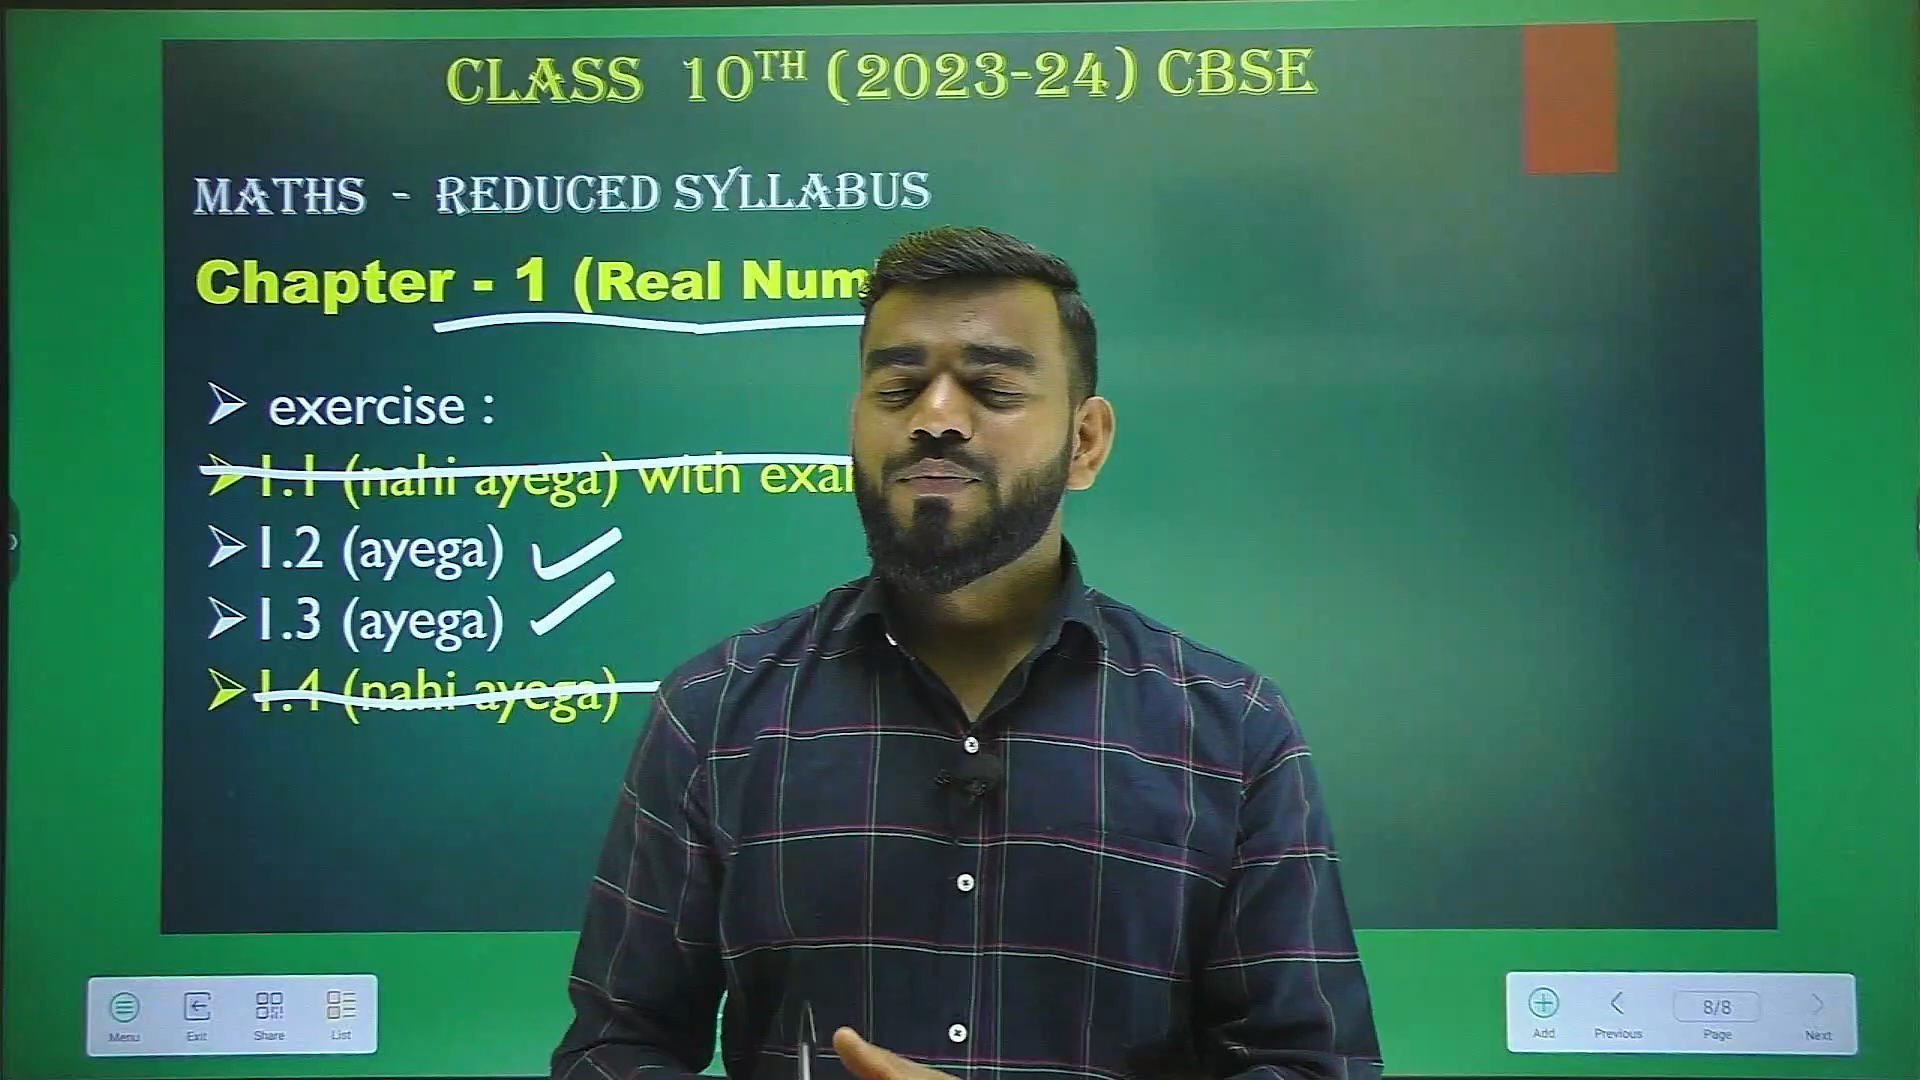 CLASS 10TH (2023-24) CBSE
MATHS - REDUCED SYLLABUS
Chapter - 1 (Real Num
exercise :
1.1 (nahi ayega) with exa
1.2 (ayega)
1.3 (ayega)
1.4 (nahi ayega)
Menu Exit Share List
Add Previous 8/8 Page Next